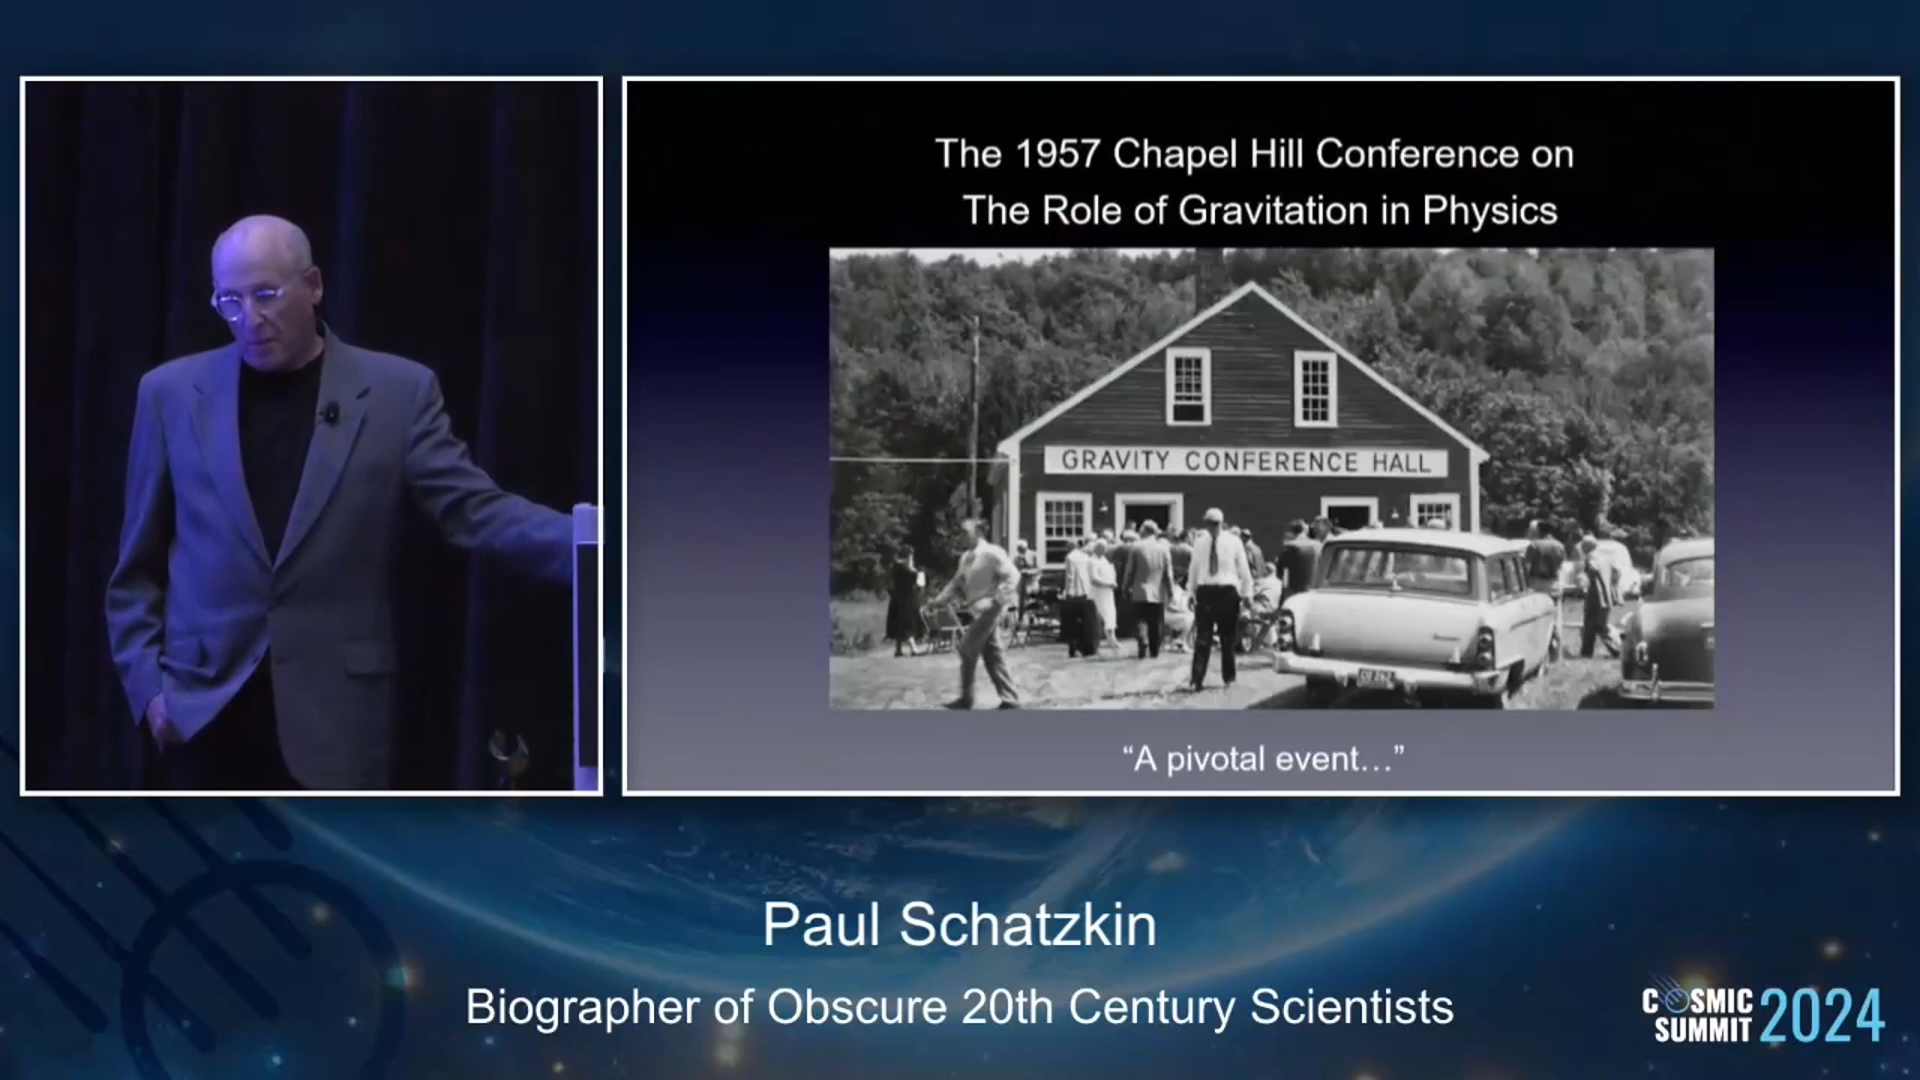 The 1957 Chapel Hill Conference on
The Role of Gravitation in Physics
GRAVITY CONFERENCE HALL
“A pivotal event…”
Paul Schatzkin
Biographer of Obscure 20th Century Scientists
COSMIC
SUMMIT 2024